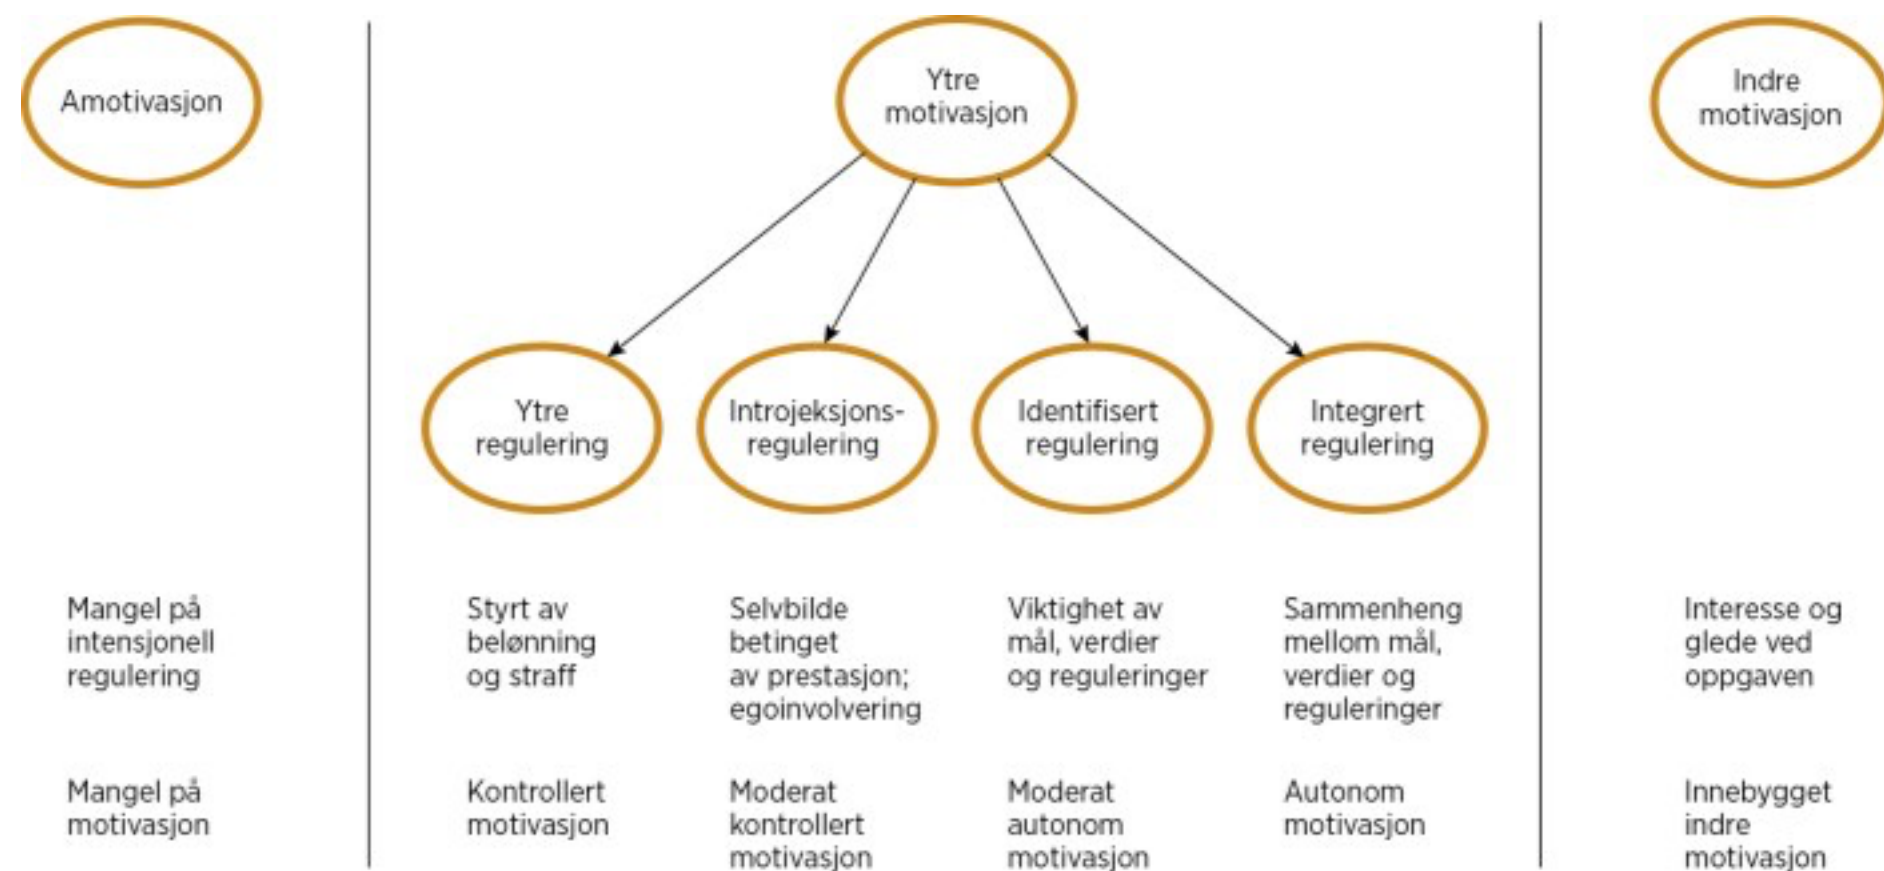 Amotivasjon
Ytre
motivasjon
Indre
motivasjon
Ytre
regulering
Introjeksjons-
regulering
Identifisert
regulering
Integrert
regulering
Mangel på
intensjonell
regulering
Styrt av
belønning
og straff
Selvbilde
betinget
av prestasjon;
egoinvolvering
Viktighet av
mål, verdier
og reguleringer
Sammenheng
mellom mål,
verdier og
reguleringer
Interesse og
glede ved
oppgaven
Mangel på
motivasjon
Kontrollert
motivasjon
Moderat
kontrollert
motivasjon
Moderat
autonom
motivasjon
Autonom
motivasjon
Innebygget
indre
motivasjon